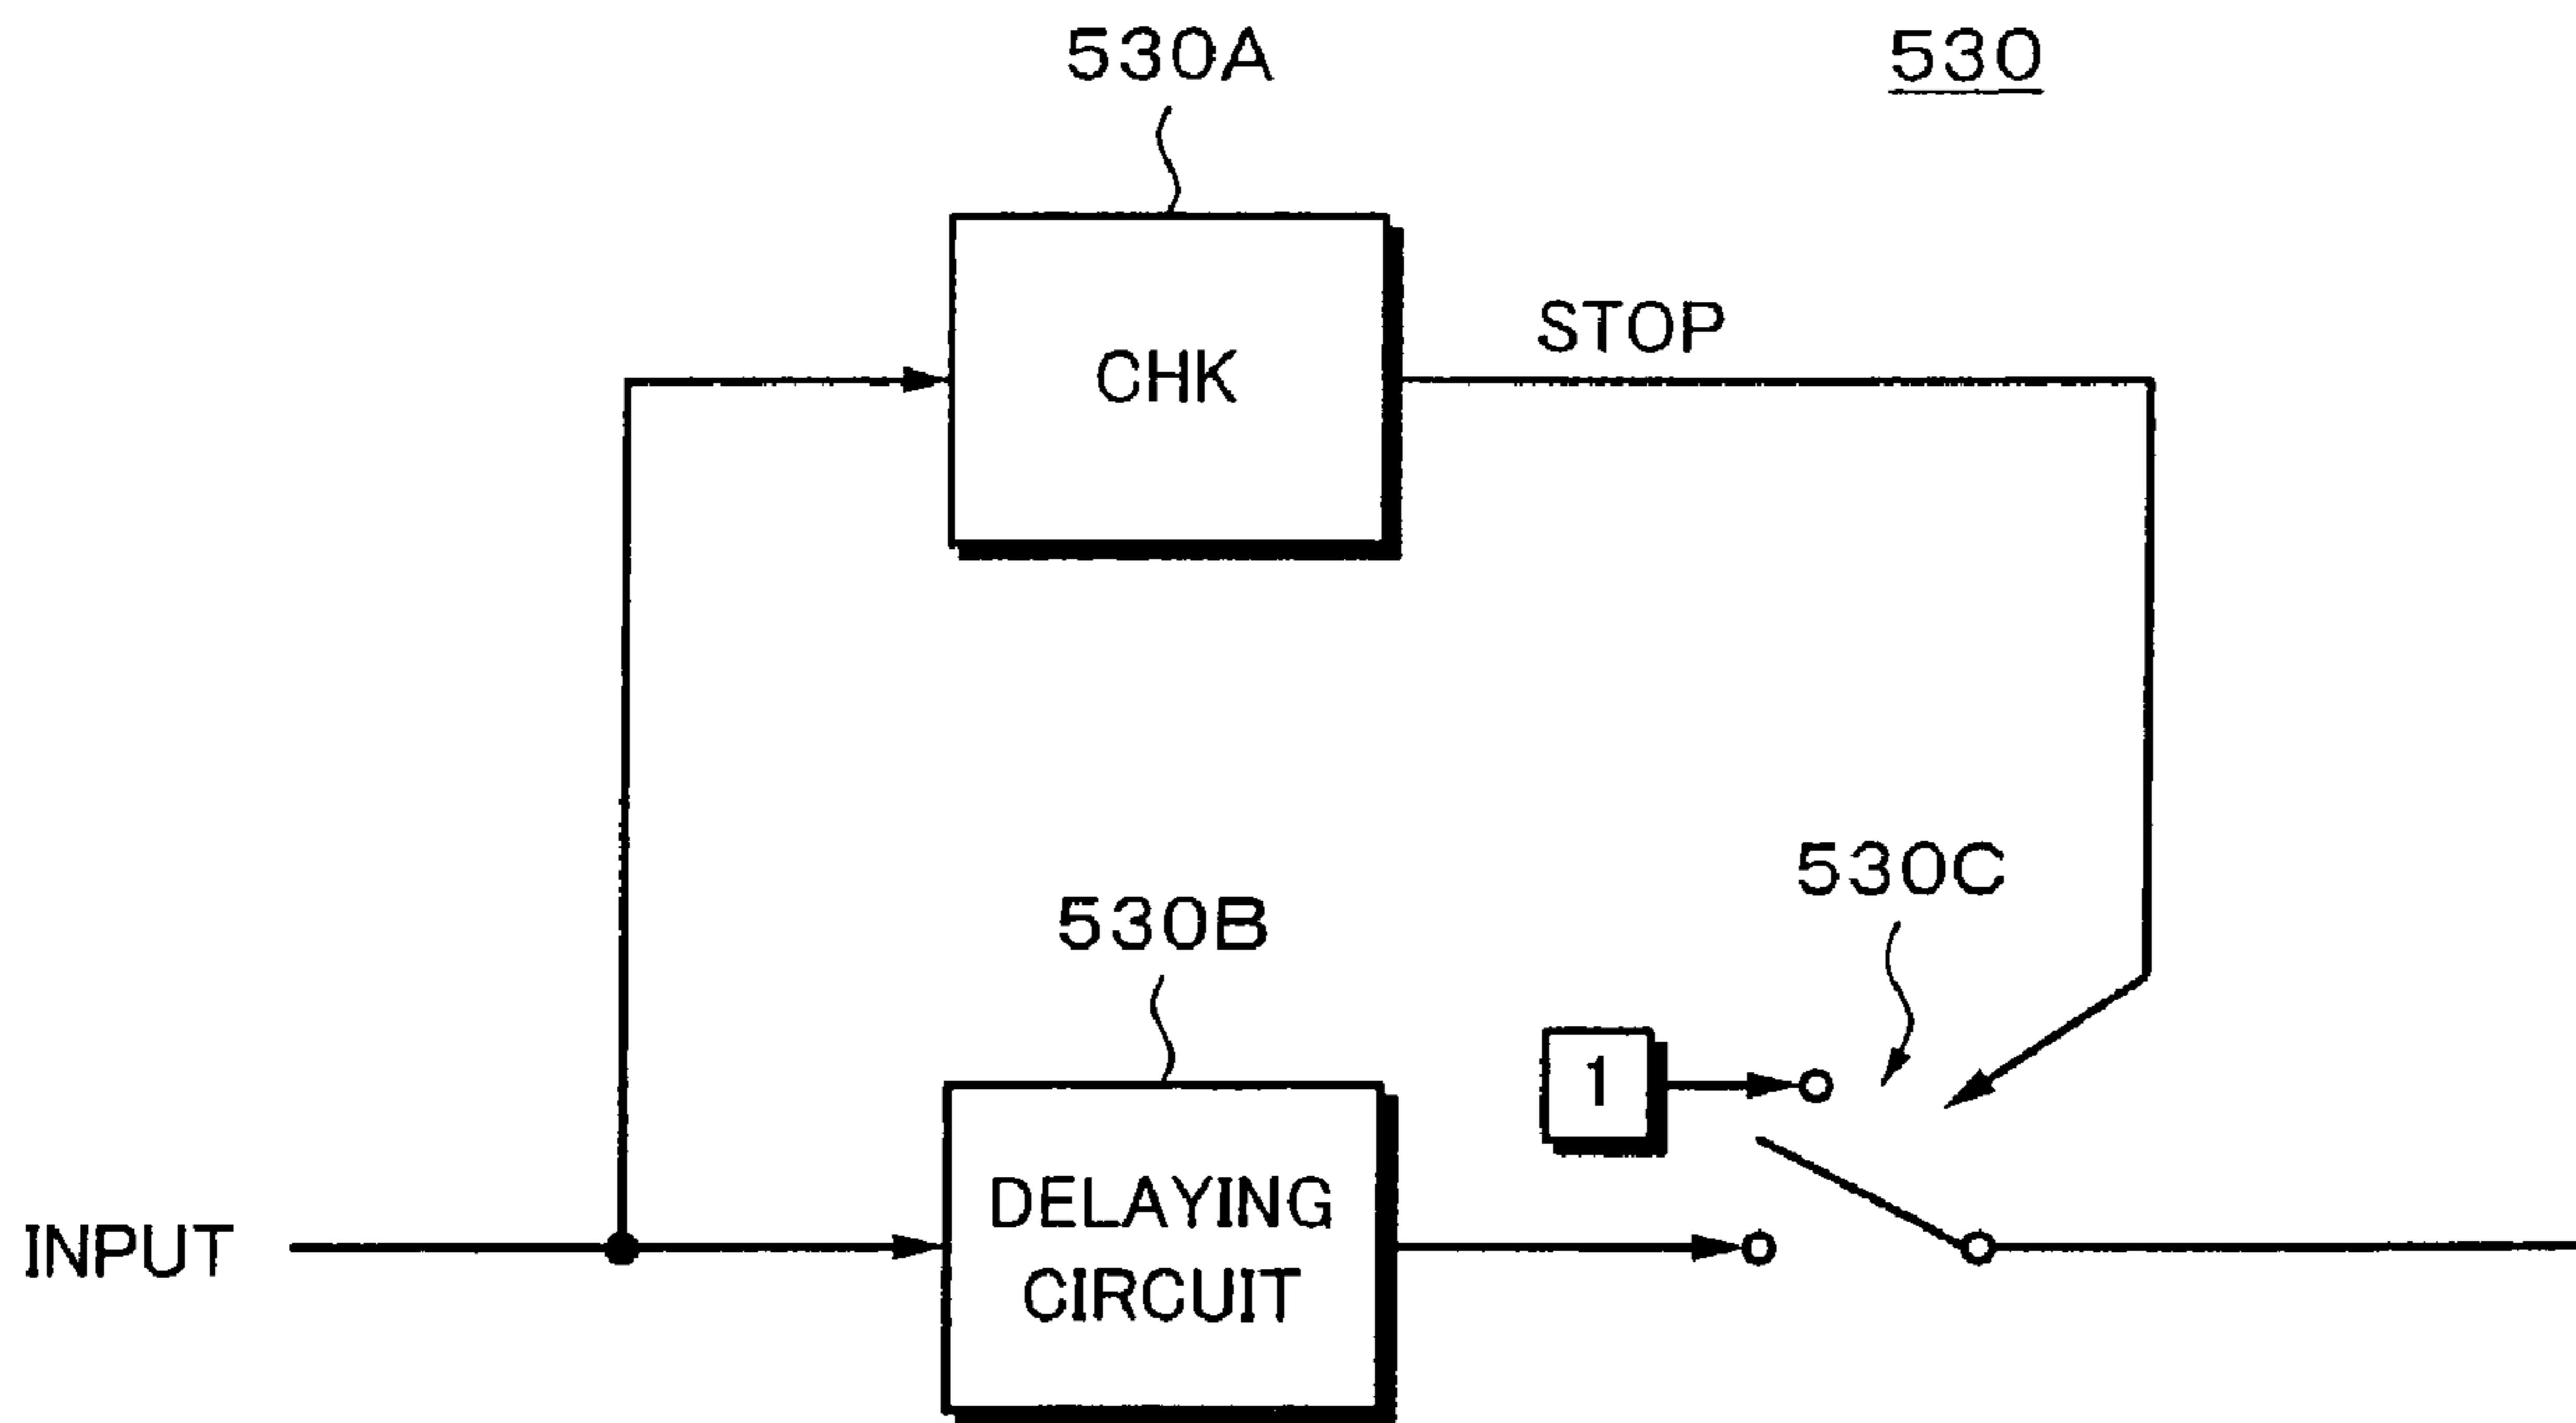 530A
530
CHK
STOP
530C
530B
1
DELAYING
CIRCUIT
INPUT